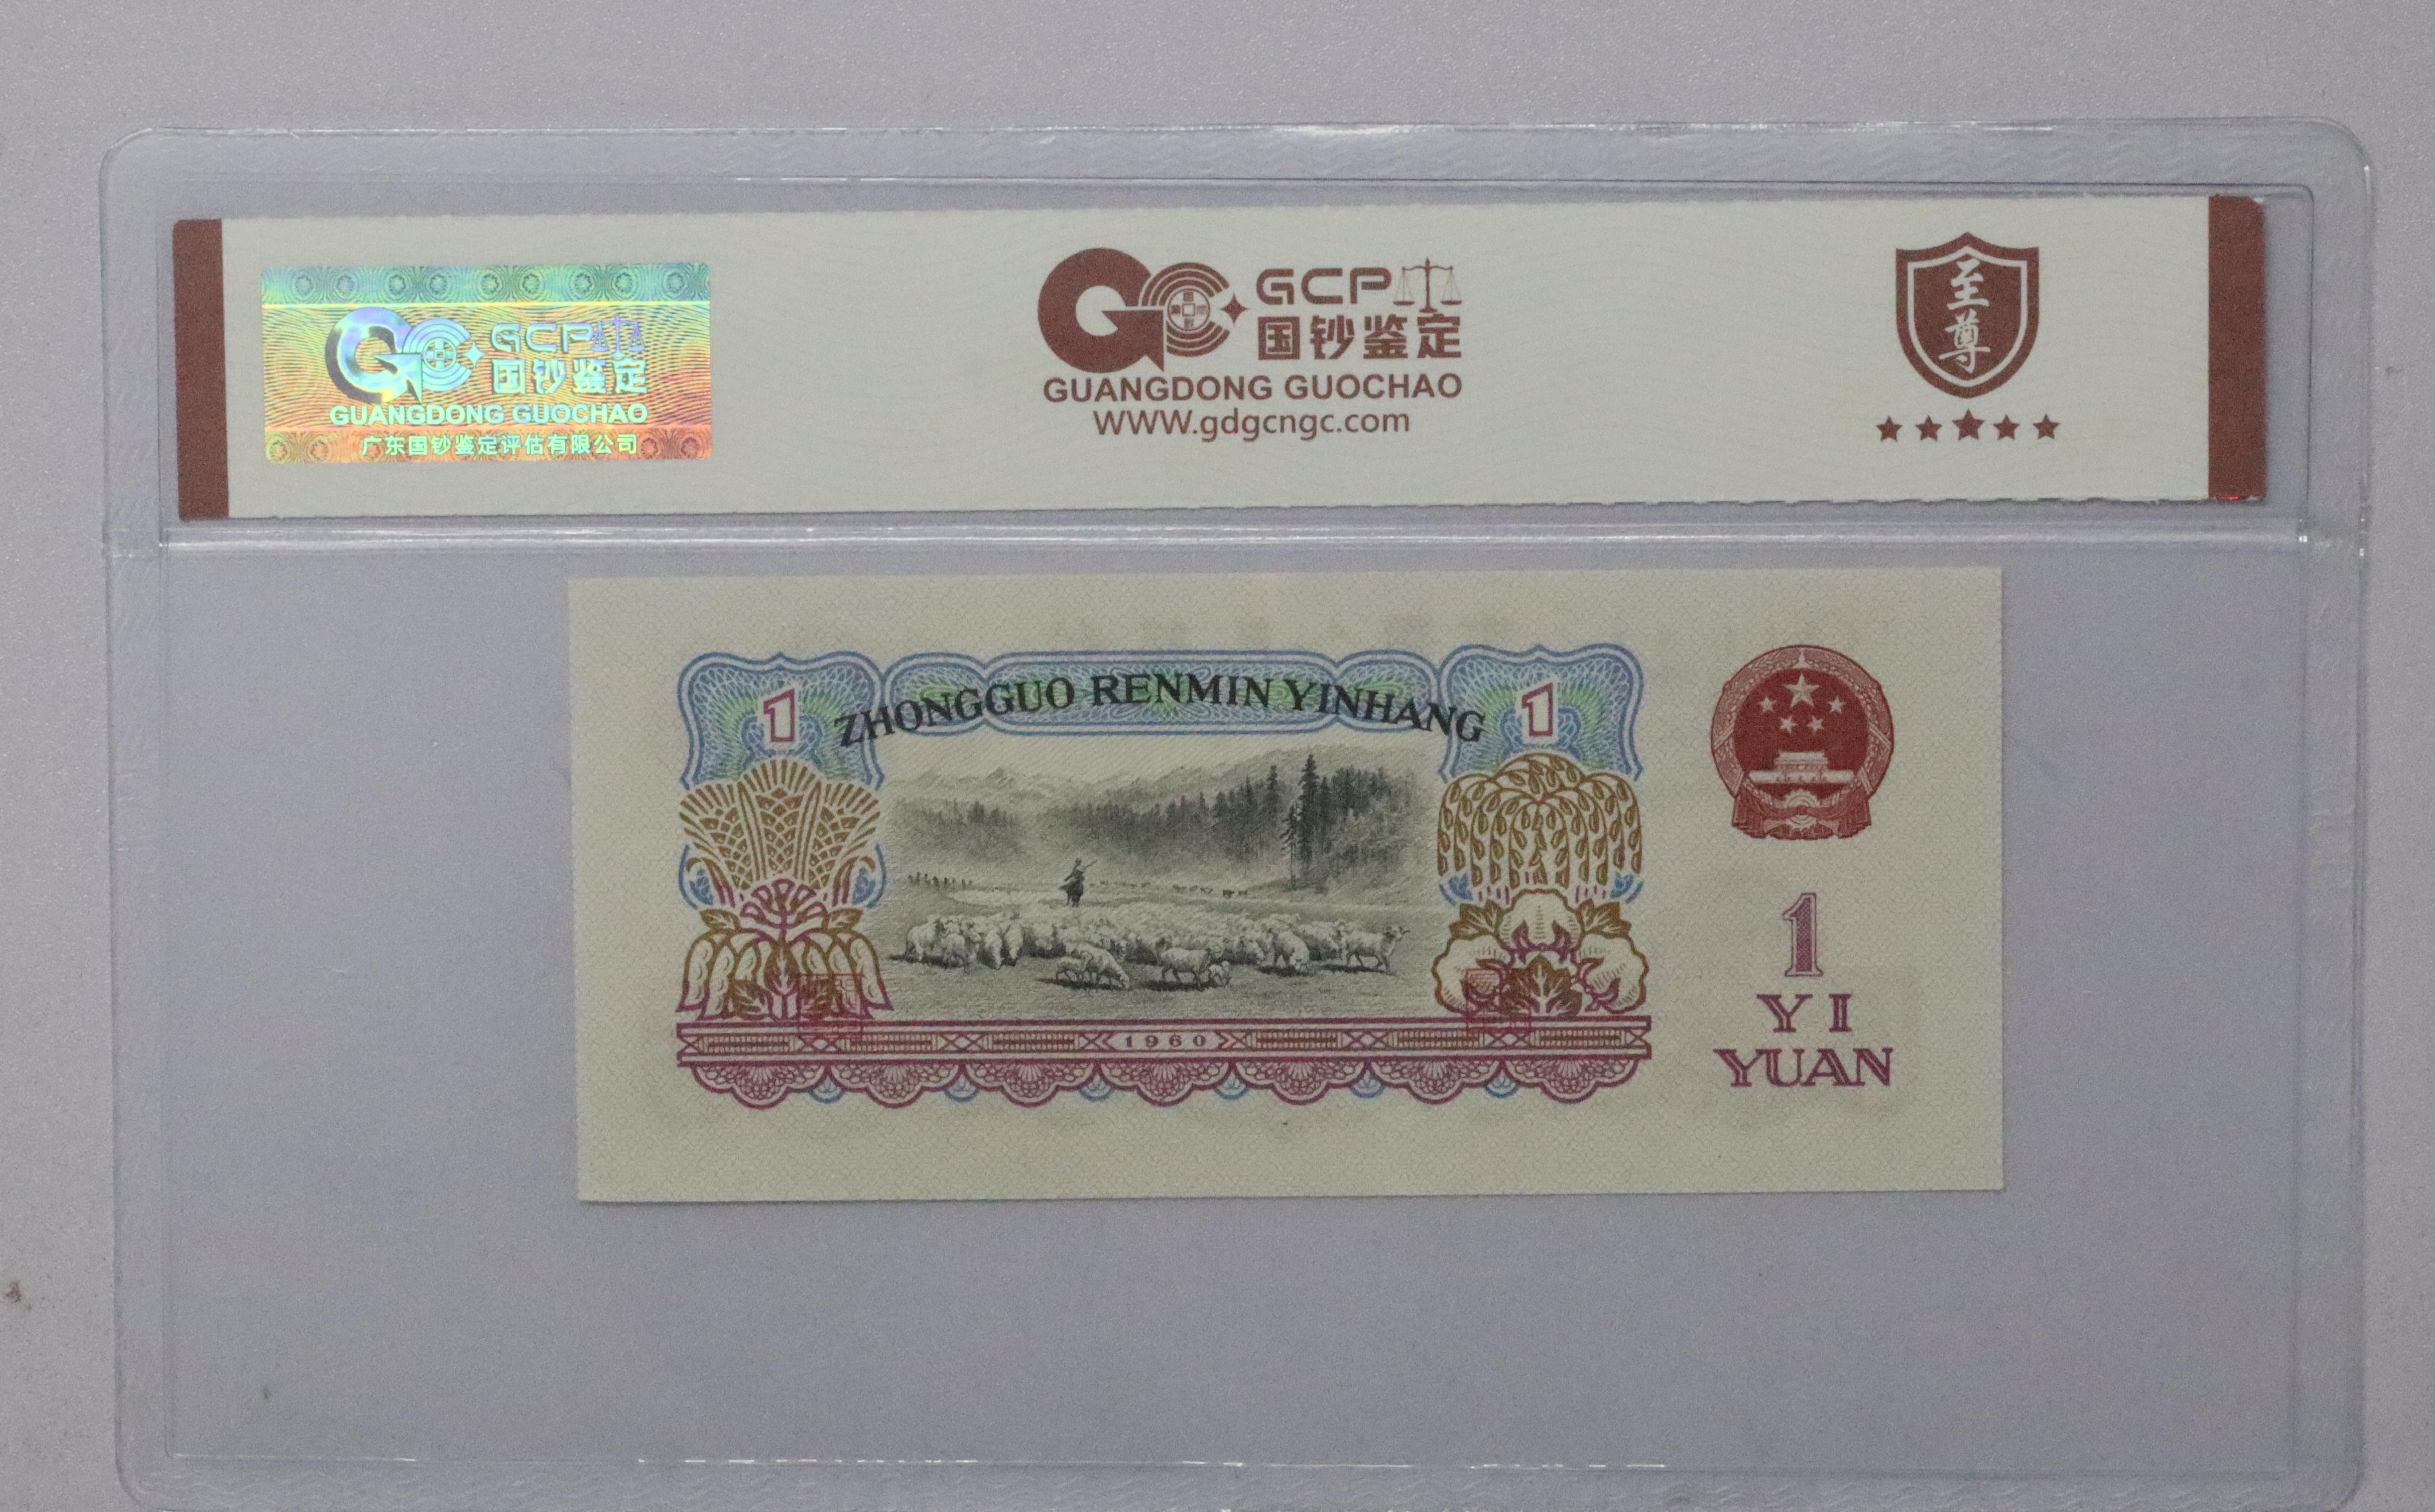 GCP
国钞鉴定
GUANGDONG GUOCHAO
广东国钞鉴定评估有限公司
GCP
国钞鉴定
GUANGDONG GUOCHAO
WWW.gdgcngc.com
至尊
1
ZHONGGUO RENMIN YINHANG
1
1960
1
YI
YUAN